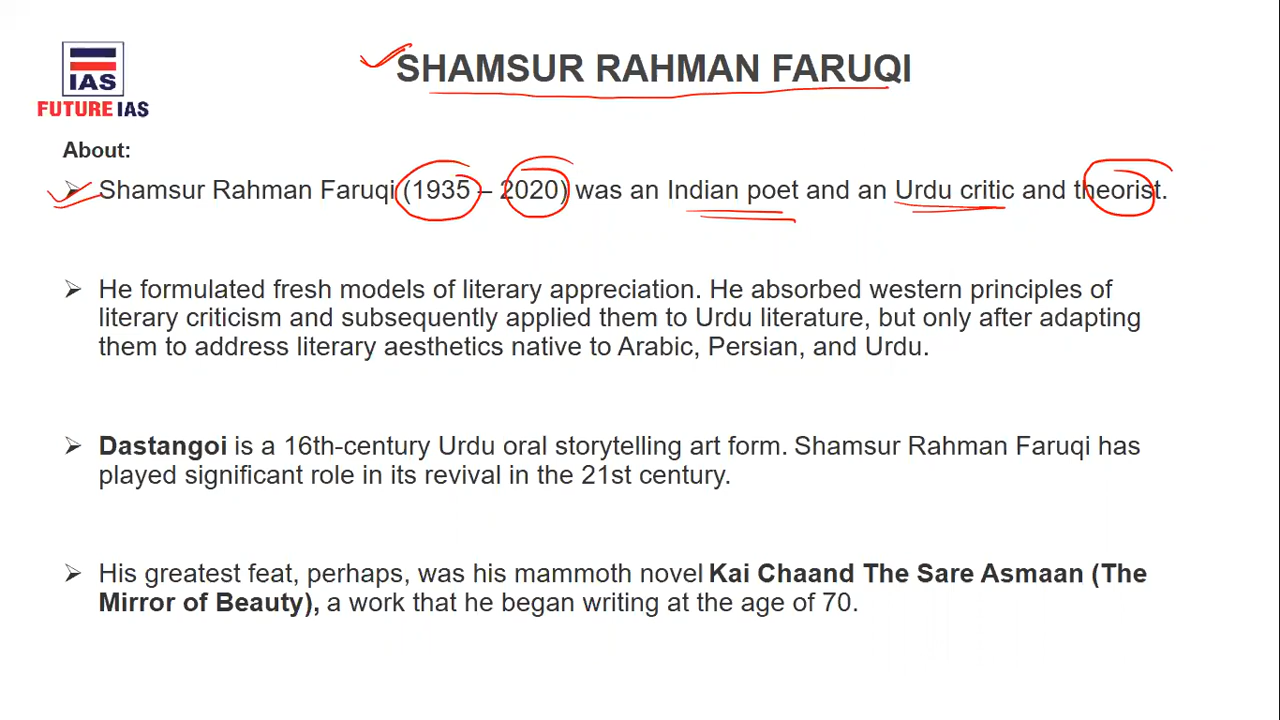 SHAMSUR RAHMAN FARUQI
IAS
FUTURE IAS
About:
Shamsur Rahman Faruqi (1935 – 2020) was an Indian poet and an Urdu critic and theorist.
He formulated fresh models of literary appreciation. He absorbed western principles of
literary criticism and subsequently applied them to Urdu literature, but only after adapting
them to address literary aesthetics native to Arabic, Persian, and Urdu.
Dastangoi is a 16th-century Urdu oral storytelling art form. Shamsur Rahman Faruqi has
played significant role in its revival in the 21st century.
His greatest feat, perhaps, was his mammoth novel Kai Chaand The Sare Asmaan (The
Mirror of Beauty), a work that he began writing at the age of 70.